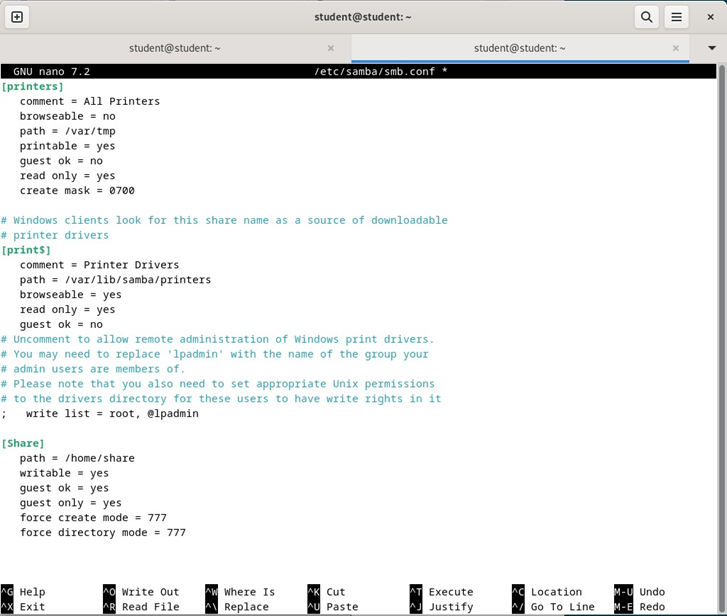 student@student: ~
student@student: ~ × student@student: ~ ×
GNU nano 7.2 /etc/samba/smb.conf *
[printers]
comment = All Printers
browseable = no
path = /var/tmp
printable = yes
guest ok = no
read only = yes
create mask = 0700
# Windows clients look for this share name as a source of downloadable
# printer drivers
[print$]
comment = Printer Drivers
path = /var/lib/samba/printers
browseable = yes
read only = yes
guest ok = no
# Uncomment to allow remote administration of Windows print drivers.
# You may need to replace 'lpadmin' with the name of the group your
# admin users are members of.
# Please note that you also need to set appropriate Unix permissions
# to the drivers directory for these users to have write rights in it
; write list = root, @lpadmin
[Share]
path = /home/share
writable = yes
guest ok = yes
guest only = yes
force create mode = 777
force directory mode = 777
^G Help ^O Write Out ^W Where Is ^K Cut ^T Execute ^C Location M-U Undo
^X Exit ^R Read File ^\ Replace ^U Paste ^J Justify ^/ Go To Line M-E Redo